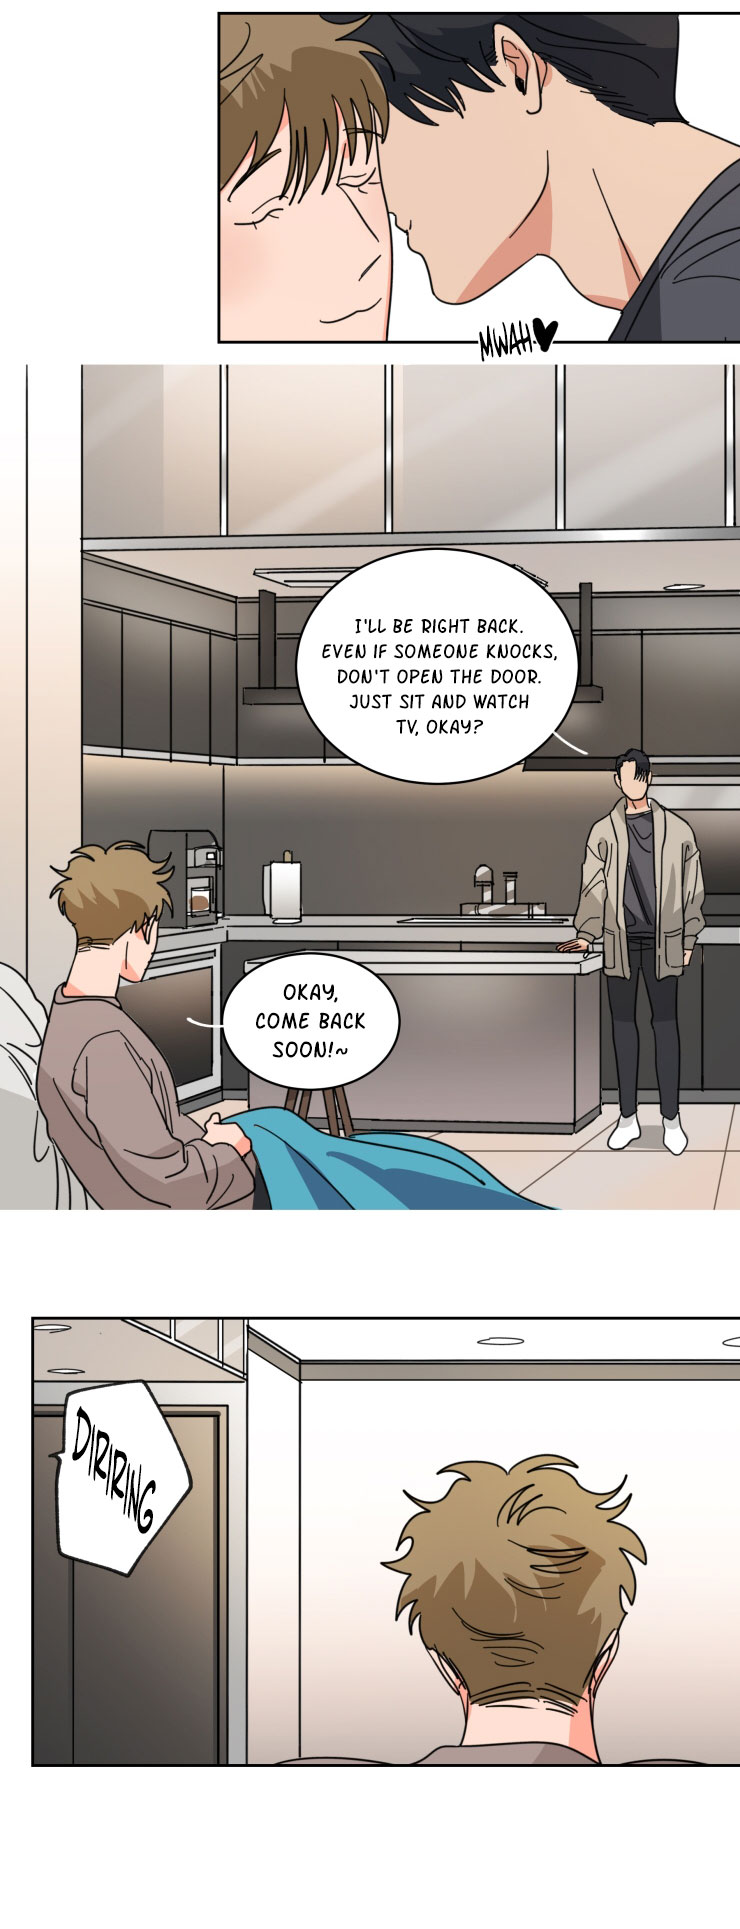 MWAH
I'LL BE RIGHT BACK.
EVEN IF SOMEONE KNOCKS,
DON'T OPEN THE DOOR.
JUST SIT AND WATCH
TV, OKAY?
OKAY,
COME BACK
SOON!~
DIRIRING